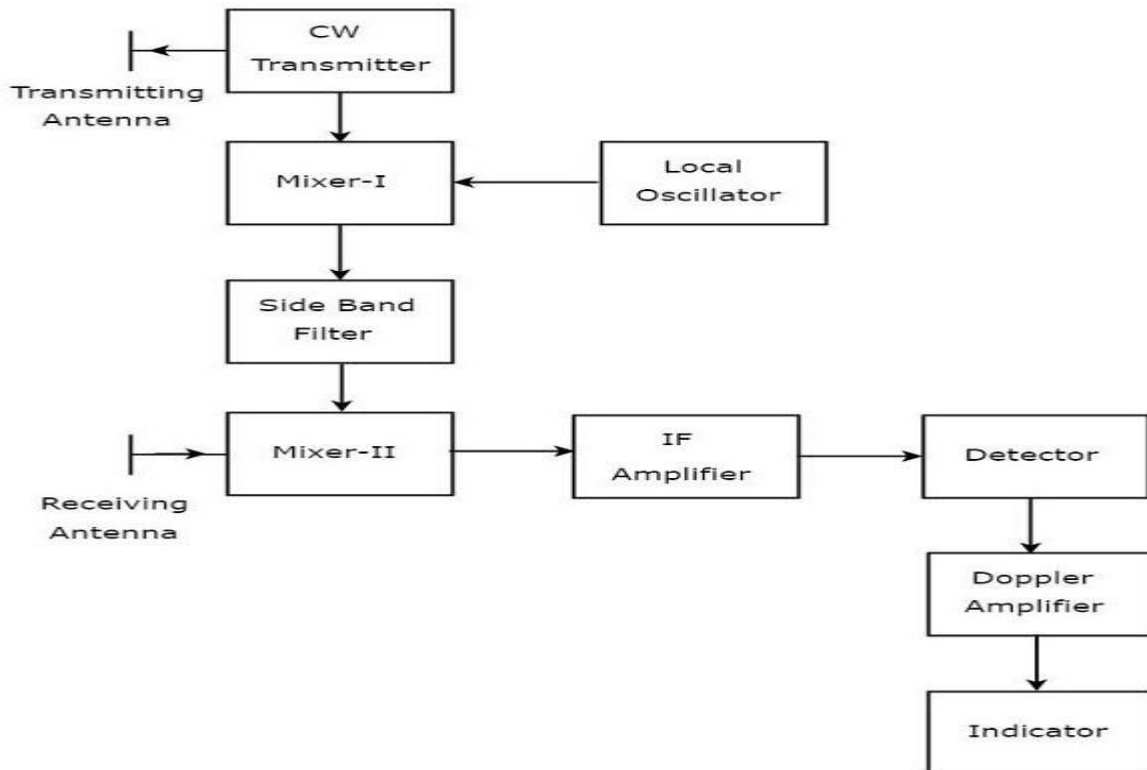 CW
Transmitter
Transmitting
Antenna
Mixer-I
Local
Oscillator
Side Band
Filter
Mixer-II
IF
Amplifier
Detector
Receiving
Antenna
Doppler
Amplifier
Indicator